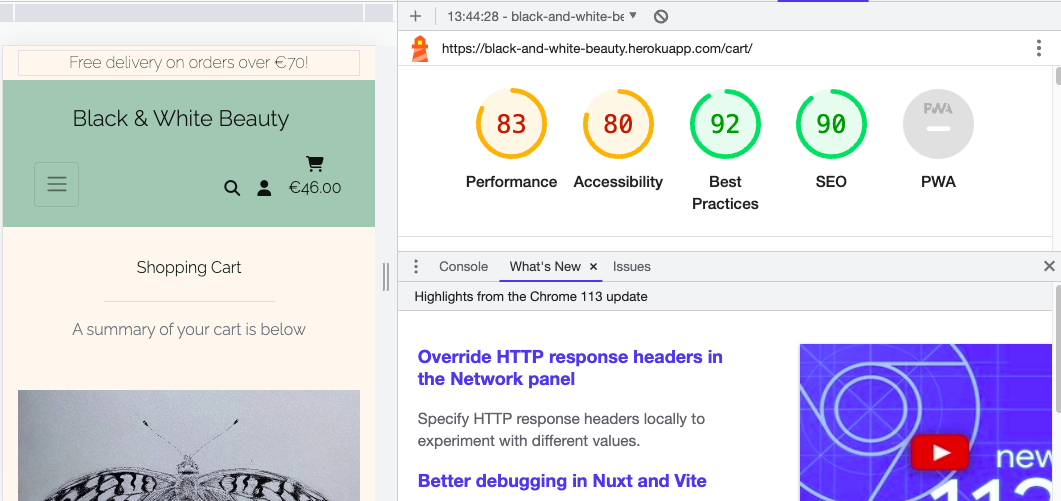 Free delivery on orders over €70!
Black & White Beauty
€46.00
Shopping Cart
A summary of your cart is below
13:44:28 - black-and-white-be
https://black-and-white-beauty.herokuapp.com/cart/
83
80
92
90
PWA
Performance
Accessibility
Best
Practices
SEO
PWA
Console
What's New
Issues
Highlights from the Chrome 113 update
Override HTTP response headers in
the Network panel
Specify HTTP response headers locally to
experiment with different values.
Better debugging in Nuxt and Vite
new
113